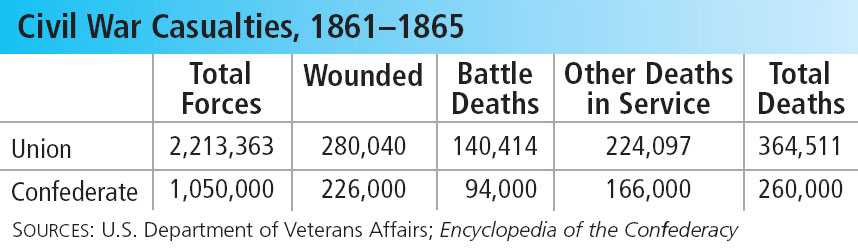 Civil War Casualties, 1861–1865
Total Forces Wounded Battle Deaths Other Deaths in Service Total Deaths
Union 2,213,363 280,040 140,414 224,097 364,511
Confederate 1,050,000 226,000 94,000 166,000 260,000
SOURCES: U.S. Department of Veterans Affairs; Encyclopedia of the Confederacy